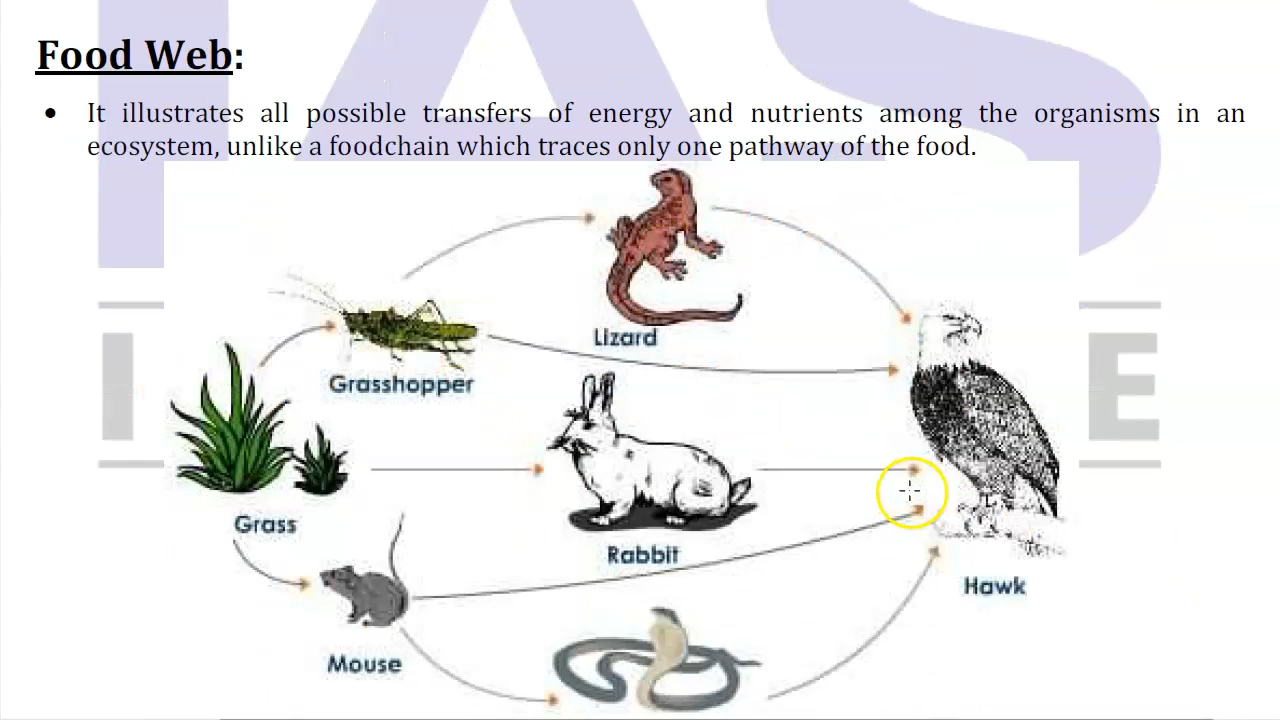 Food Web:
• It illustrates all possible transfers of energy and nutrients among the organisms in an
ecosystem, unlike a foodchain which traces only one pathway of the food.
Lizard
Grasshopper
Grass
Rabbit
Hawk
Mouse